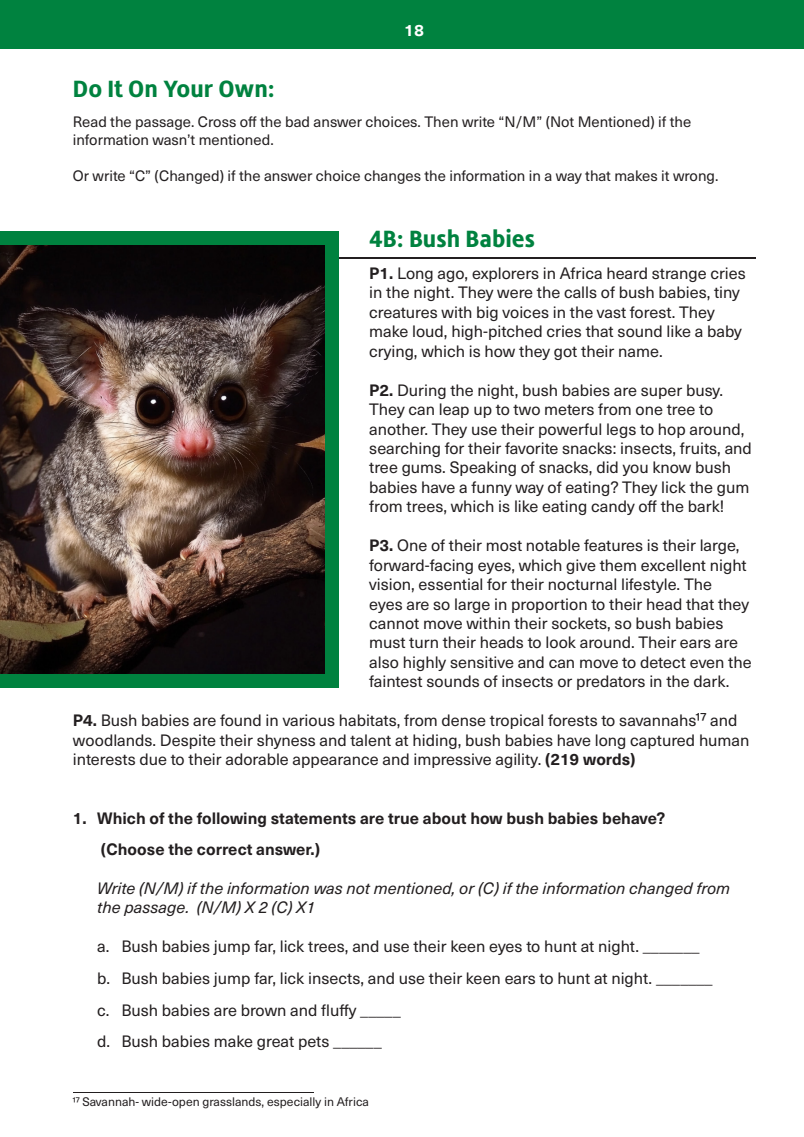 18
Do It On Your Own:
Read the passage. Cross off the bad answer choices. Then write “N/M” (Not Mentioned) if the
information wasn’t mentioned.
Or write “C” (Changed) if the answer choice changes the information in a way that makes it wrong.
4B: Bush Babies
P1. Long ago, explorers in Africa heard strange cries
in the night. They were the calls of bush babies, tiny
creatures with big voices in the vast forest. They
make loud, high-pitched cries that sound like a baby
crying, which is how they got their name.
P2. During the night, bush babies are super busy.
They can leap up to two meters from one tree to
another. They use their powerful legs to hop around,
searching for their favorite snacks: insects, fruits, and
tree gums. Speaking of snacks, did you know bush
babies have a funny way of eating? They lick the gum
from trees, which is like eating candy off the bark!
P3. One of their most notable features is their large,
forward-facing eyes, which give them excellent night
vision, essential for their nocturnal lifestyle. The
eyes are so large in proportion to their head that they
cannot move within their sockets, so bush babies
must turn their heads to look around. Their ears are
also highly sensitive and can move to detect even the
faintest sounds of insects or predators in the dark.
P4. Bush babies are found in various habitats, from dense tropical forests to savannahs¹⁷ and
woodlands. Despite their shyness and talent at hiding, bush babies have long captured human
interests due to their adorable appearance and impressive agility. (219 words)
1. Which of the following statements are true about how bush babies behave?
(Choose the correct answer.)
Write (N/M) if the information was not mentioned, or (C) if the information changed from
the passage. (N/M) X 2 (C) X1
a. Bush babies jump far, lick trees, and use their keen eyes to hunt at night. _______
b. Bush babies jump far, lick insects, and use their keen ears to hunt at night. _______
c. Bush babies are brown and fluffy _____
d. Bush babies make great pets ______
¹⁷ Savannah- wide-open grasslands, especially in Africa